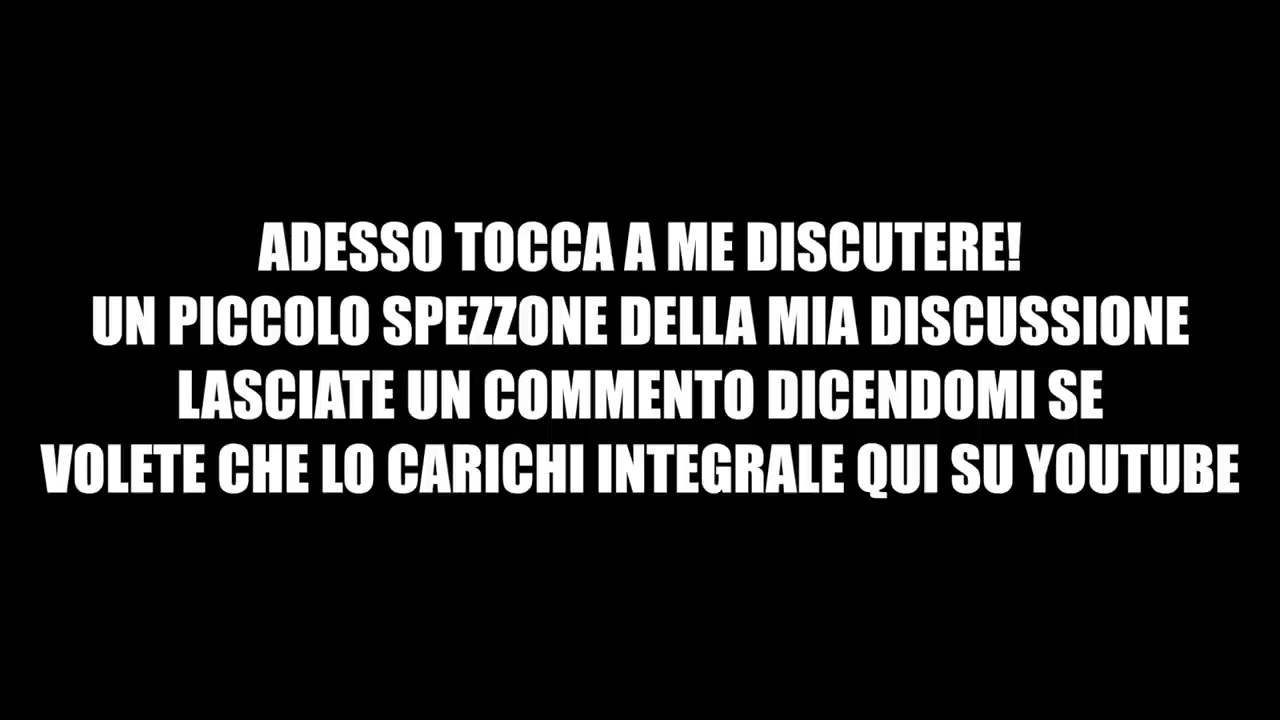 ADESSO TOCCA A ME DISCUTERE!
UN PICCOLO SPEZZONE DELLA MIA DISCUSSIONE
LASCIATE UN COMMENTO DICENDOMI SE
VOLETE CHE LO CARICHI INTEGRALE QUI SU YOUTUBE